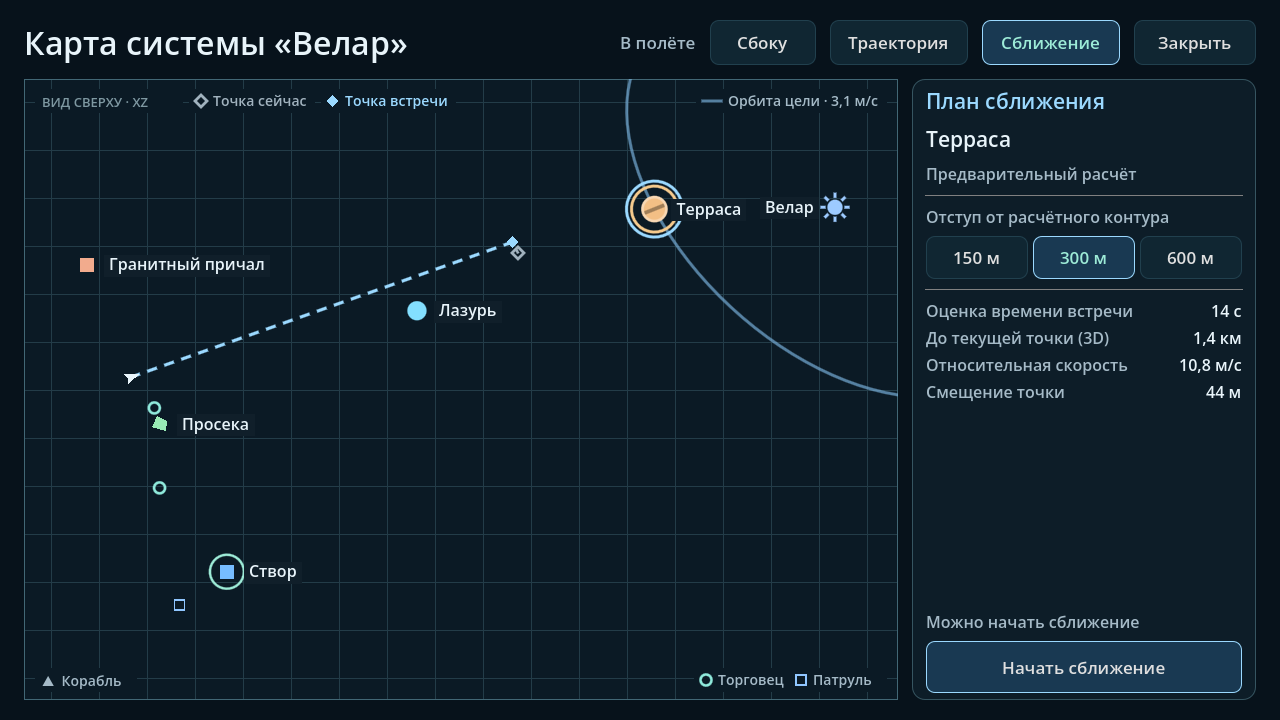 Карта системы «Велар»
В полёте
Сбоку
Траектория
Сближение
Закрыть
ВИД СВЕРХУ · XZ
Точка сейчас
Точка встречи
Орбита цели · 3,1 м/с
Терраса
Велар
Гранитный причал
Лазурь
Просека
Створ
Корабль
Торговец
Патруль
План сближения
Терраса
Предварительный расчёт
Отступ от расчётного контура
150 м
300 м
600 м
Оценка времени встречи 14 с
До текущей точки (3D) 1,4 км
Относительная скорость 10,8 м/с
Смещение точки 44 м
Можно начать сближение
Начать сближение